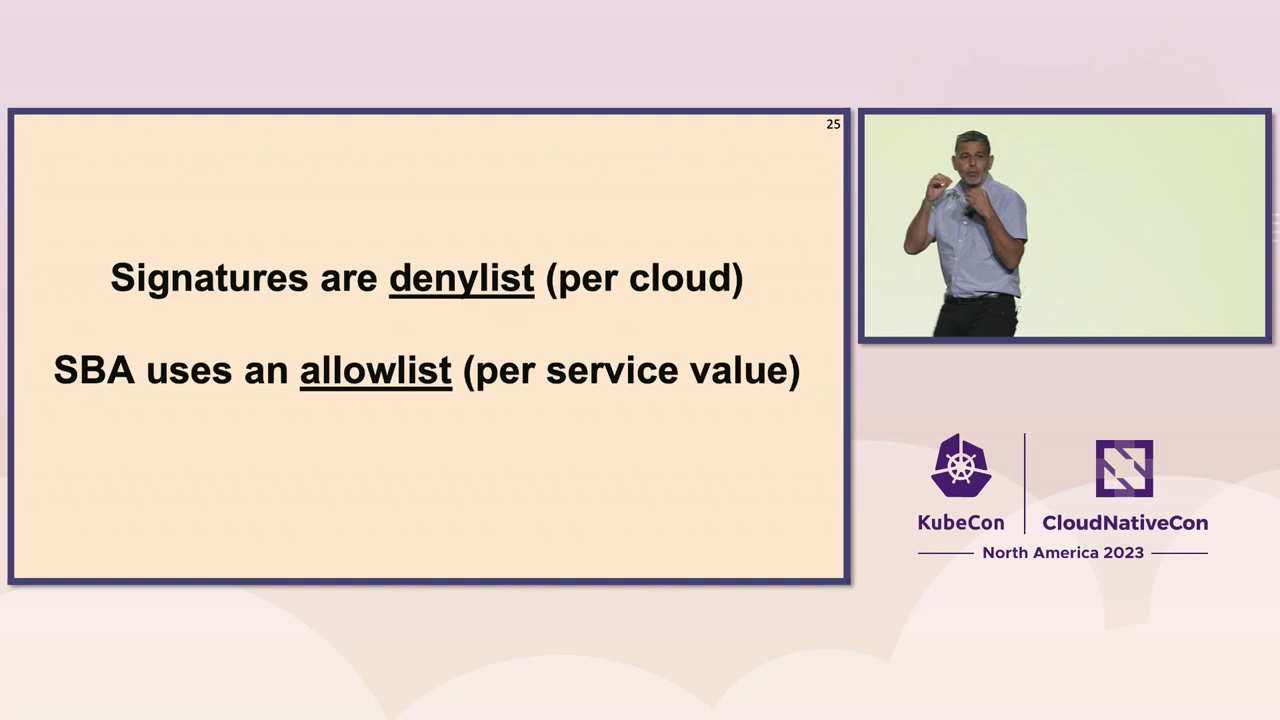 25
Signatures are denylist (per cloud)
SBA uses an allowlist (per service value)
KubeCon
CloudNativeCon
North America 2023